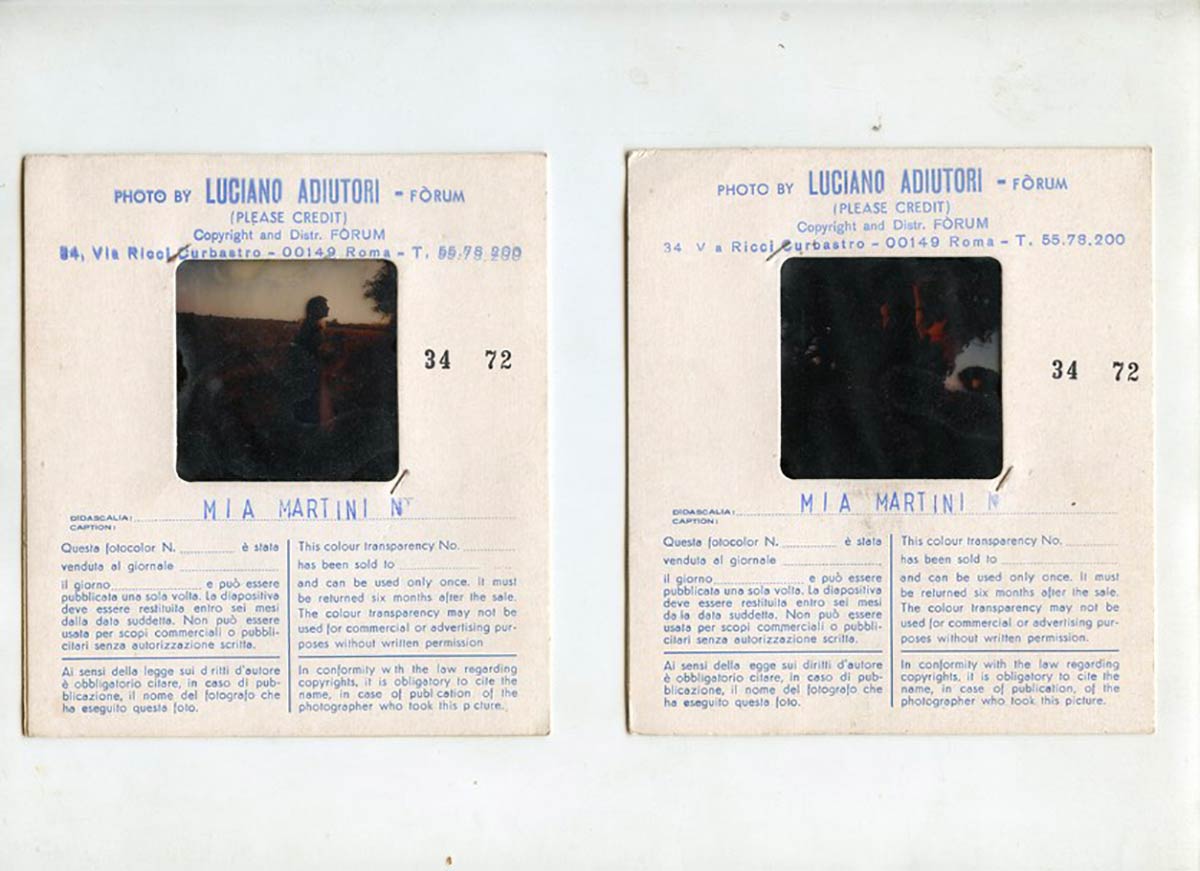 PHOTO BY LUCIANO ADIUTORI - FÒRUM
(PLEASE CREDIT)
Copyright and Distr. FÒRUM
34, Via Ricci Curbastro - 00149 Roma - T. 55.78.200
34 72
MIA MARTINI N
DIDASCALIA:
CAPTION:
Questa fotocolor N. è stata
venduta al giornale
il giorno e può essere
pubblicata una sola volta. La diapositiva
deve essere restituita entro sei mesi
dalla data suddetta. Non può essere
usata per scopi commerciali o pubbli-
citari senza autorizzazione scritta.
This colour transparency No.
has been sold to
and can be used only once. It must
be returned six months after the sale.
The colour transparency may not be
used for commercial or advertising pur-
poses without written permission
Ai sensi della legge sui d ritti d'autore
è obbligatorio citare, in caso di pub-
blicazione, il nome del fotografo che
ha eseguito questa foto.
In conformity with the law regarding
copyrights, it is obligatory to cite the
name, in case of publ cation, of the
photographer who took this p cture.
PHOTO BY LUCIANO ADIUTORI - FÒRUM
(PLEASE CREDIT)
Copyright and Distr. FÒRUM
34 V a Ricci Curbastro - 00149 Roma - T. 55.78.200
34 72
MIA MARTINI N
DIDASCALIA:
CAPTION:
Questa fotocolor N. è stata
venduta al giornale
il giorno e può essere
pubblicata una sola volta. La diapositiva
deve essere restituita entro sei mesi
da la data suddetta. Non può essere
usata per scopi commerciali o pubbli-
citari senza autorizzazione scritta.
This colour transparency No.
has been sold to
and can be used only once. It must
be returned six months after the sale.
The colour transparency may not be
used for commercial or advertising pur-
poses without written permission.
Ai sensi della egge sui diritti d'autore
è obbligatorio citare, in caso di pub-
blicazione, il nome del fotografo che
ha eseguito questa foto.
In conformity with the law regarding
copyrights, it is obligatory to cite the
name, in case of publication, of the
photographer who took this picture.